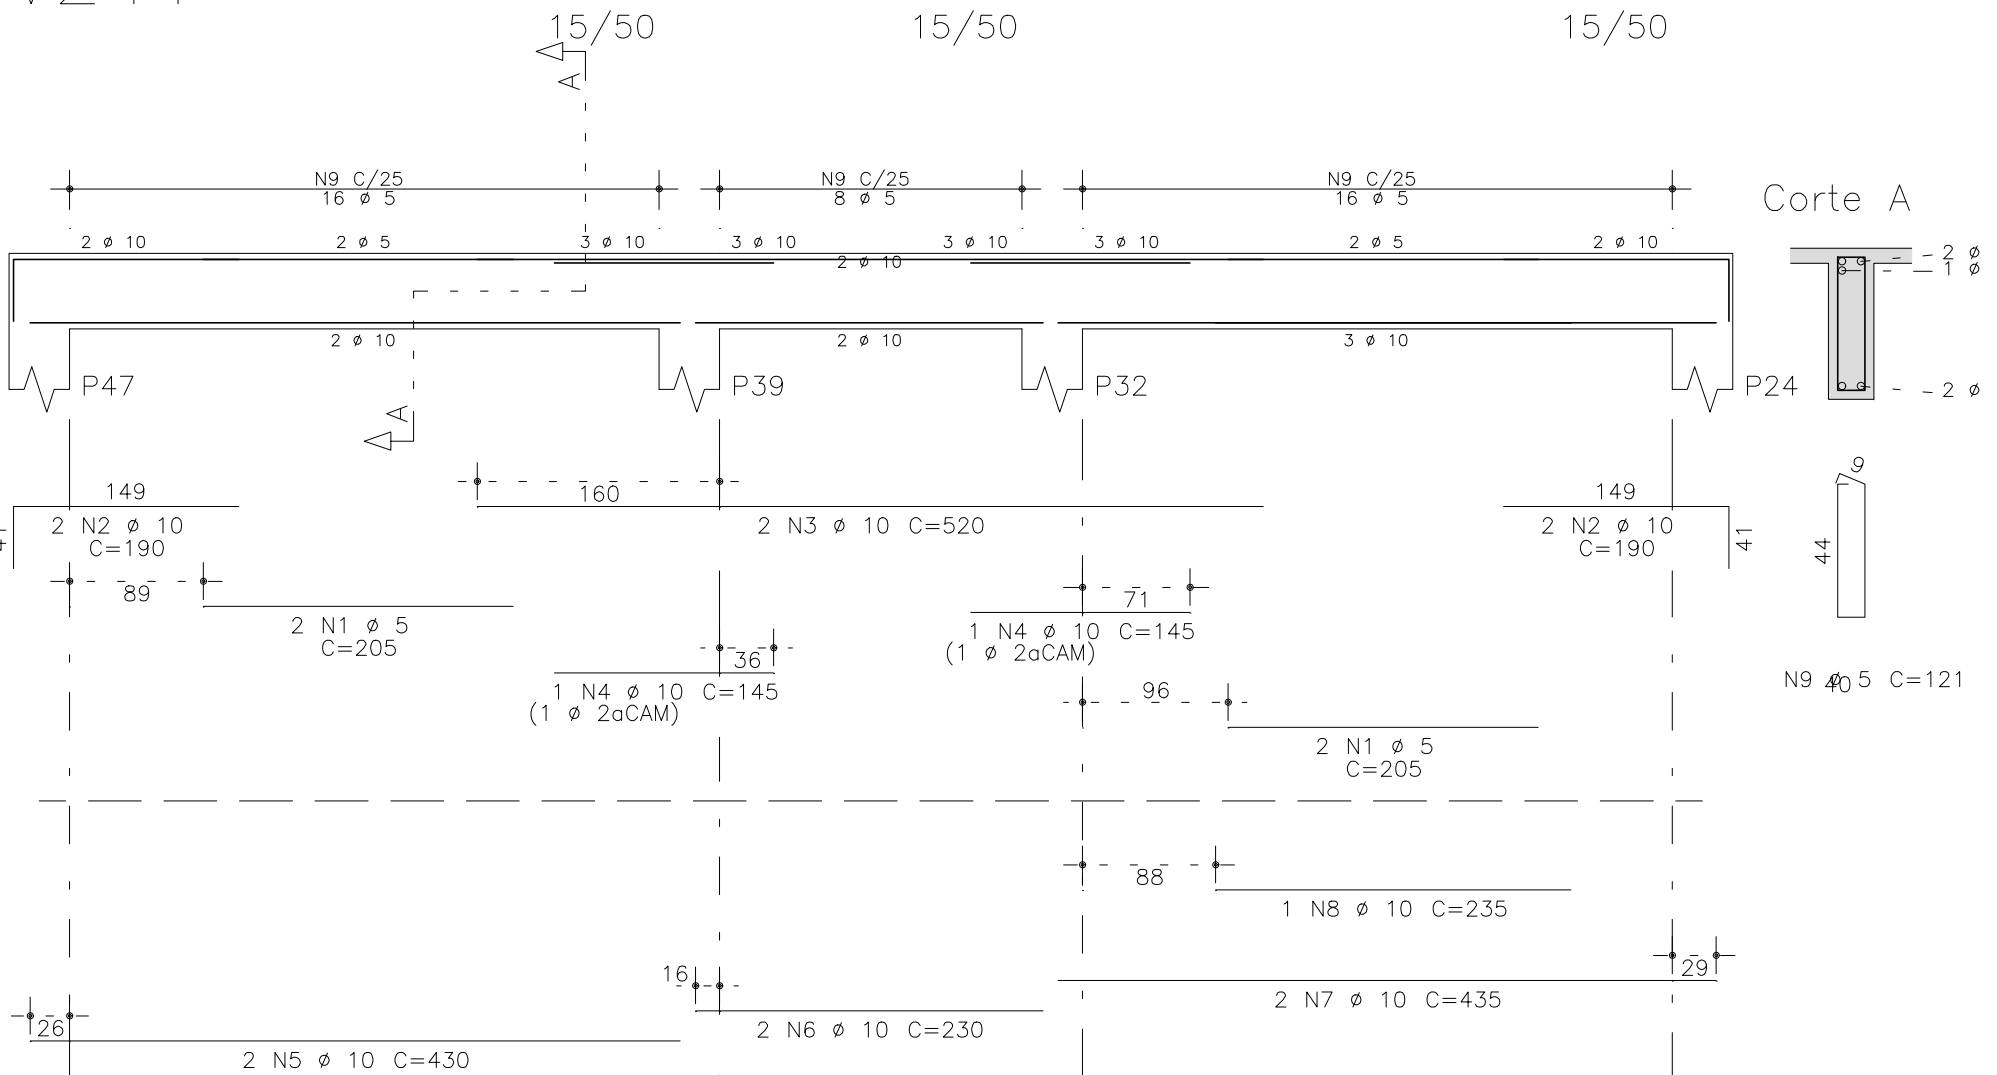 15/50 15/50 15/50
A
N9 C/25 N9 C/25 N9 C/25
16 ø 5 8 ø 5 16 ø 5
Corte A
2 ø 10 2 ø 5 3 ø 10 3 ø 10 3 ø 10 3 ø 10 2 ø 5 2 ø 10
2 ø 10
2 ø
1 ø
2 ø 10 2 ø 10 3 ø 10
P47 P39 P32 P24
2 ø
A
9
149 160 149
2 N2 ø 10 2 N3 ø 10 C=520 2 N2 ø 10
C=190 C=190
41 41 44
89 71
2 N1 ø 5 1 N4 ø 10 C=145
C=205 (1 ø 2aCAM)
36
1 N4 ø 10 C=145
(1 ø 2aCAM)
96
N9 ø 5 C=121
40
2 N1 ø 5
C=205
88
1 N8 ø 10 C=235
16 29
2 N7 ø 10 C=435
26 2 N6 ø 10 C=230
2 N5 ø 10 C=430